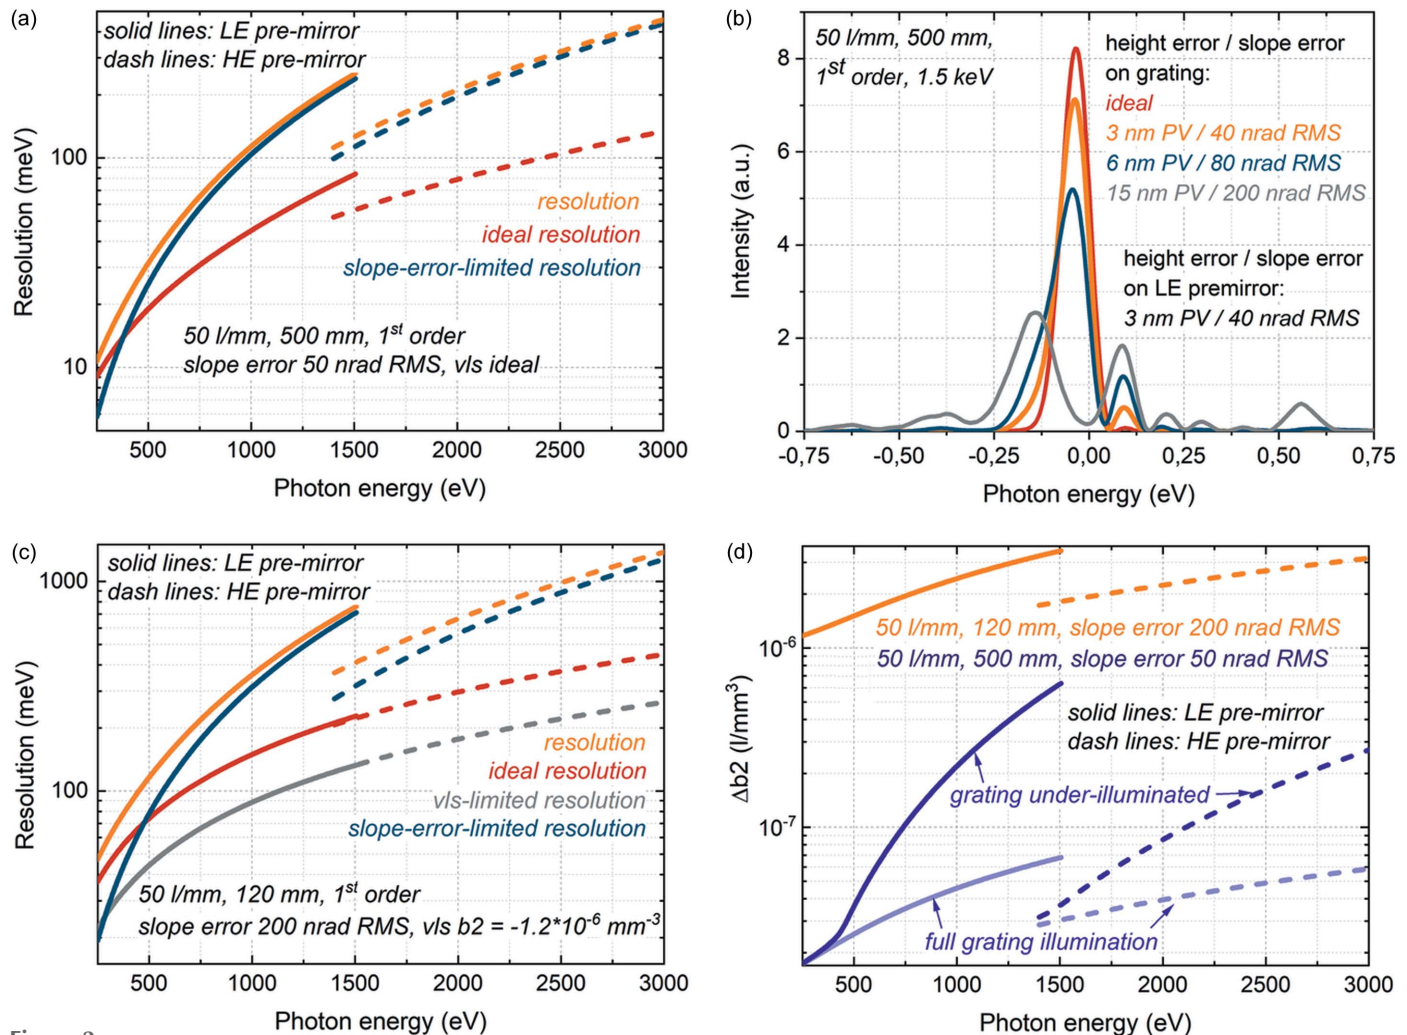 (a)
solid lines: LE pre-mirror
dash lines: HE pre-mirror
Resolution (meV)
100
10
resolution
ideal resolution
slope-error-limited resolution
50 l/mm, 500 mm, 1st order
slope error 50 nrad RMS, vls ideal
500 1000 1500 2000 2500 3000
Photon energy (eV)
(b)
50 l/mm, 500 mm,
1st order, 1.5 keV
height error / slope error
on grating:
ideal
3 nm PV / 40 nrad RMS
6 nm PV / 80 nrad RMS
15 nm PV / 200 nrad RMS
height error / slope error
on LE premirror:
3 nm PV / 40 nrad RMS
Intensity (a.u.)
8
6
4
2
0
-0,75 -0,50 -0,25 0,00 0,25 0,50 0,75
Photon energy (eV)
(c)
solid lines: LE pre-mirror
dash lines: HE pre-mirror
Resolution (meV)
1000
100
resolution
ideal resolution
vls-limited resolution
slope-error-limited resolution
50 l/mm, 120 mm, 1st order
slope error 200 nrad RMS, vls b2 = -1.2*10-6 mm-3
500 1000 1500 2000 2500 3000
Photon energy (eV)
(d)
50 l/mm, 120 mm, slope error 200 nrad RMS
50 l/mm, 500 mm, slope error 50 nrad RMS
solid lines: LE pre-mirror
dash lines: HE pre-mirror
grating under-illuminated
full grating illumination
Δb2 (l/mm3)
10-6
10-7
500 1000 1500 2000 2500 3000
Photon energy (eV)